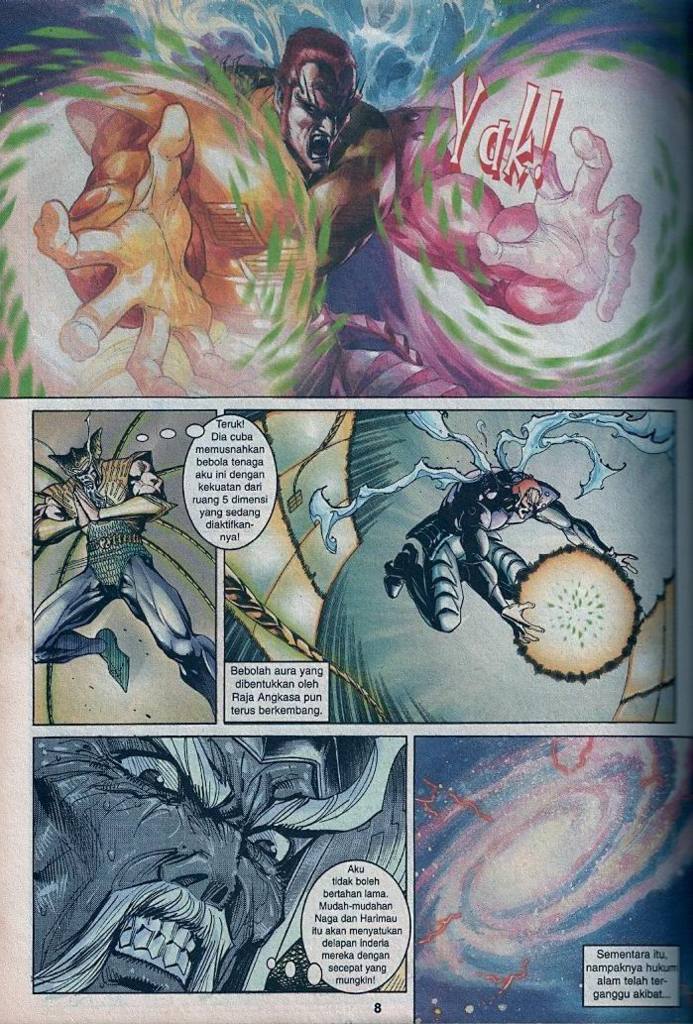 Yak!
Teruk!
Dia cuba
memusnahkan
bebola tenaga
aku ini dengan
kekuatan dari
ruang 5 dimensi
yang sedang
diaktifkan-
nya!
Bebolah aura yang
dibentukkan oleh
Raja Angkasa pun
terus berkembang.
Aku
tidak boleh
bertahan lama.
Mudah-mudahan
Naga dan Harimau
itu akan menyatukan
delapan inderia
mereka dengan
secepat yang
mungkin!
Sementara itu,
nampaknya hukum
alam telah ter-
ganggu akibat...
8